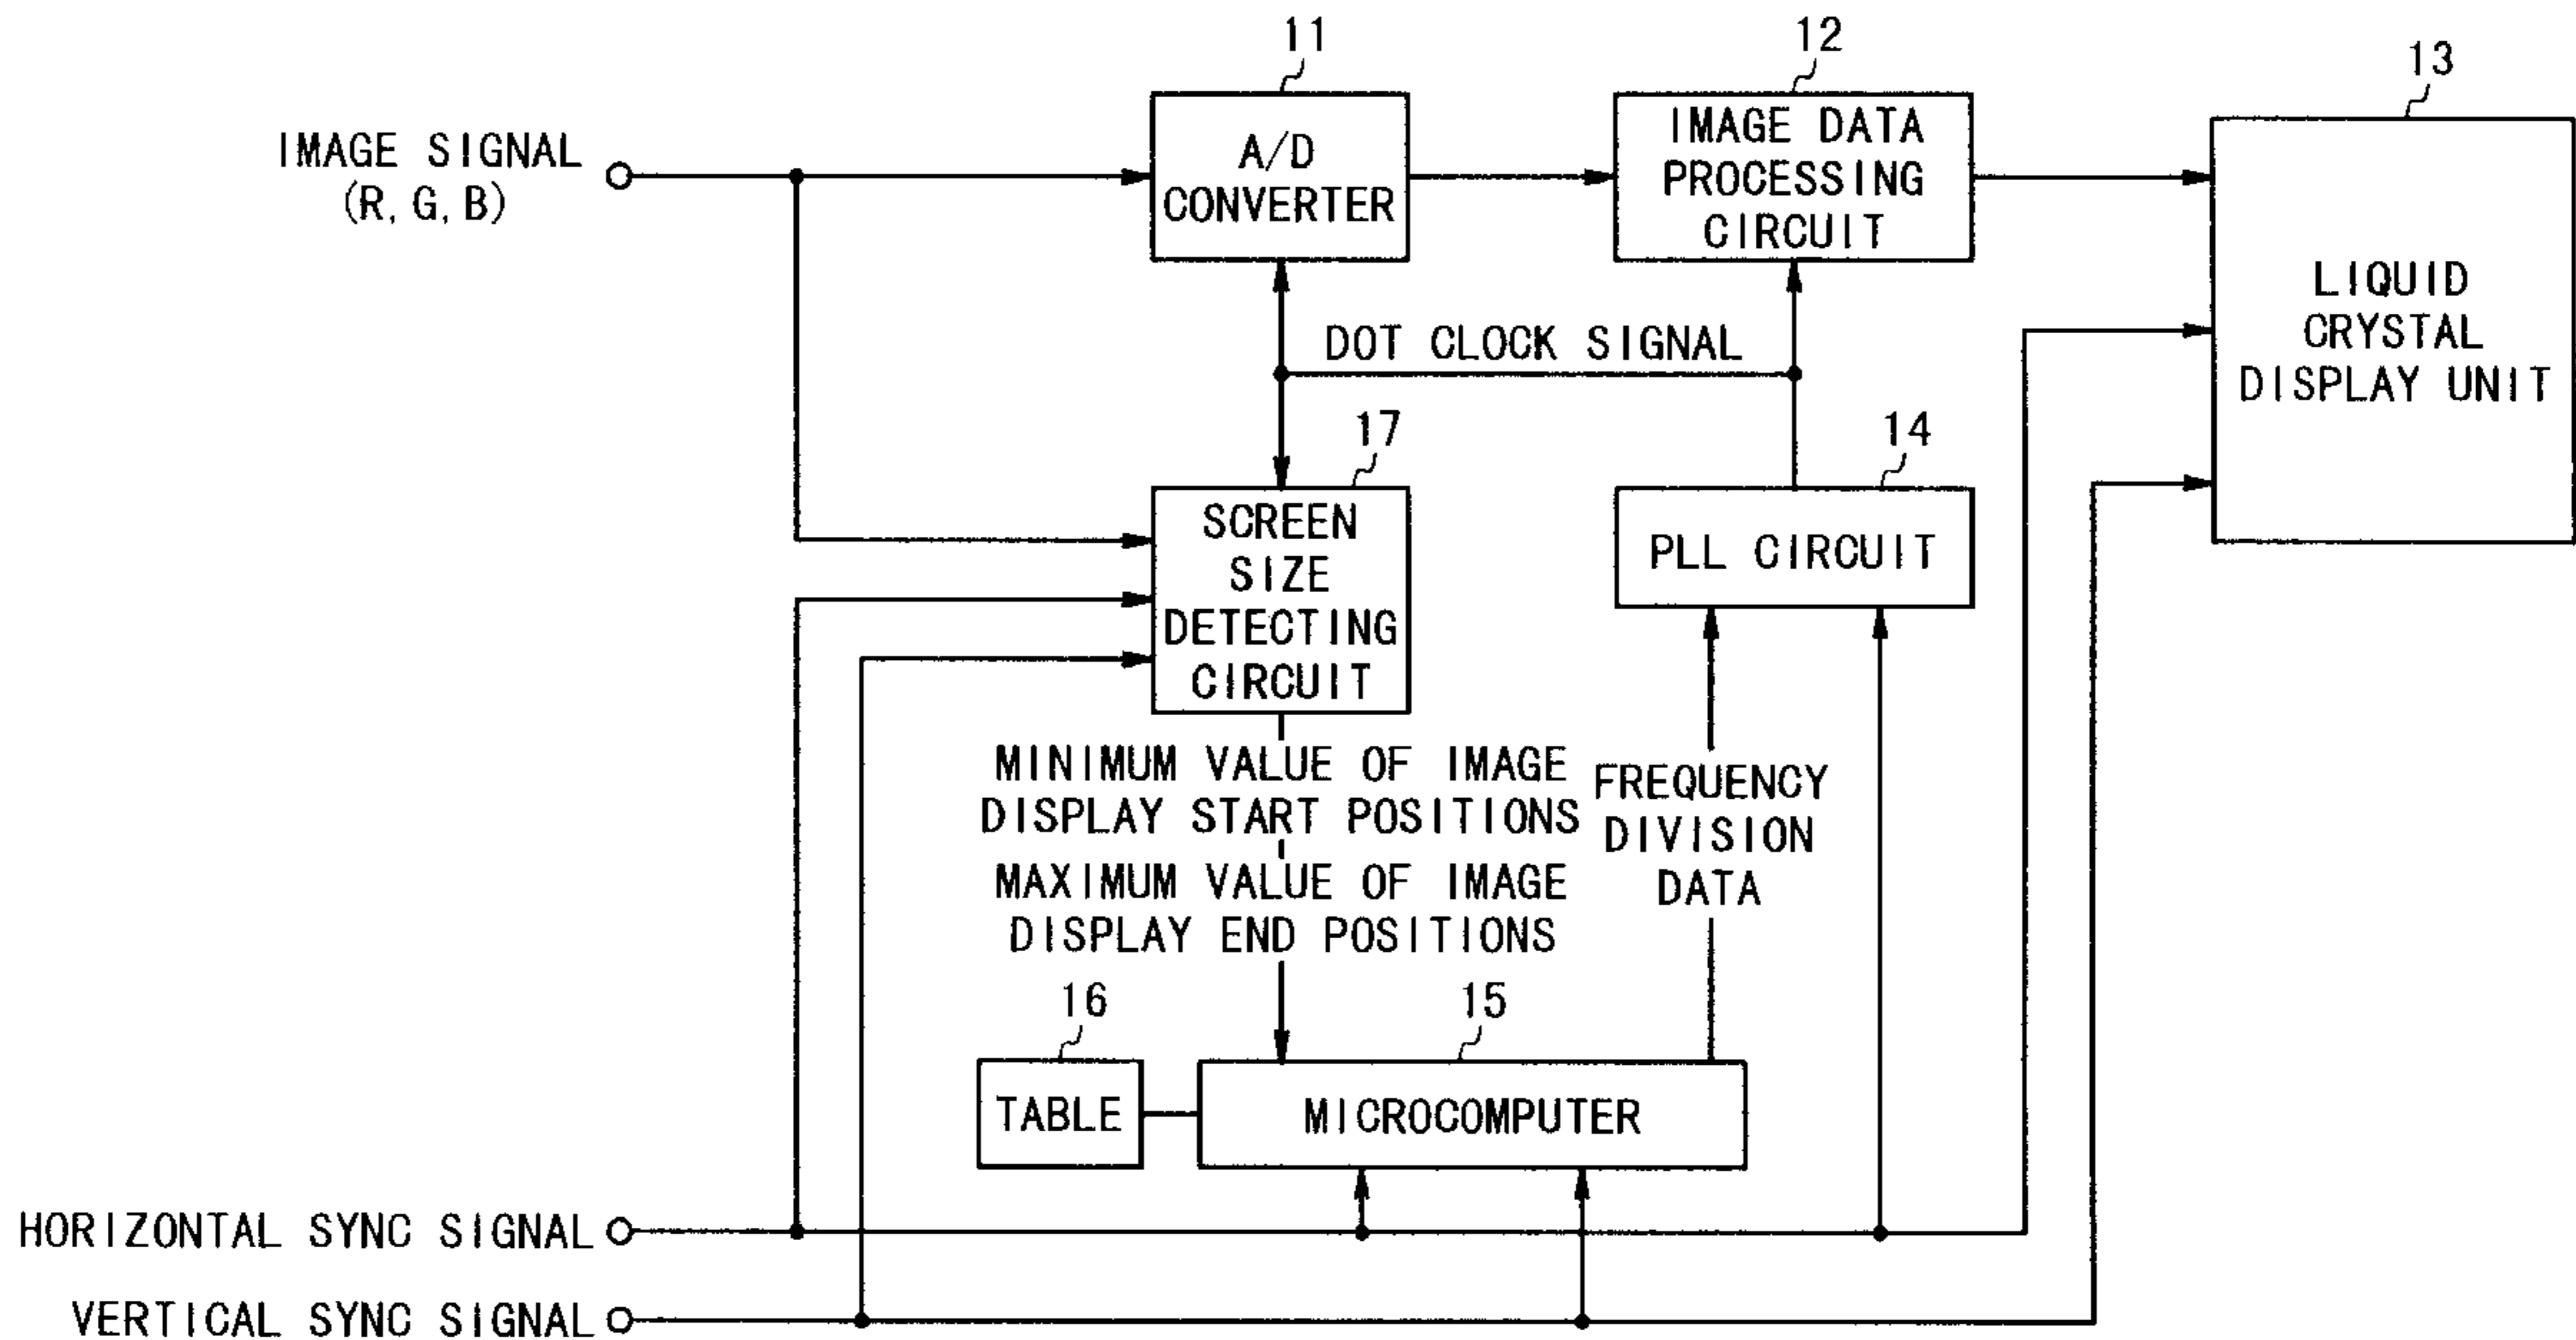 11
12
13
IMAGE SIGNAL
(R, G, B)
A/D
CONVERTER
IMAGE DATA
PROCESSING
CIRCUIT
LIQUID
CRYSTAL
DISPLAY UNIT
DOT CLOCK SIGNAL
17
14
SCREEN
SIZE
DETECTING
CIRCUIT
PLL CIRCUIT
MINIMUM VALUE OF IMAGE
DISPLAY START POSITIONS
MAXIMUM VALUE OF IMAGE
DISPLAY END POSITIONS
FREQUENCY
DIVISION
DATA
16
15
TABLE
MICROCOMPUTER
HORIZONTAL SYNC SIGNAL
VERTICAL SYNC SIGNAL